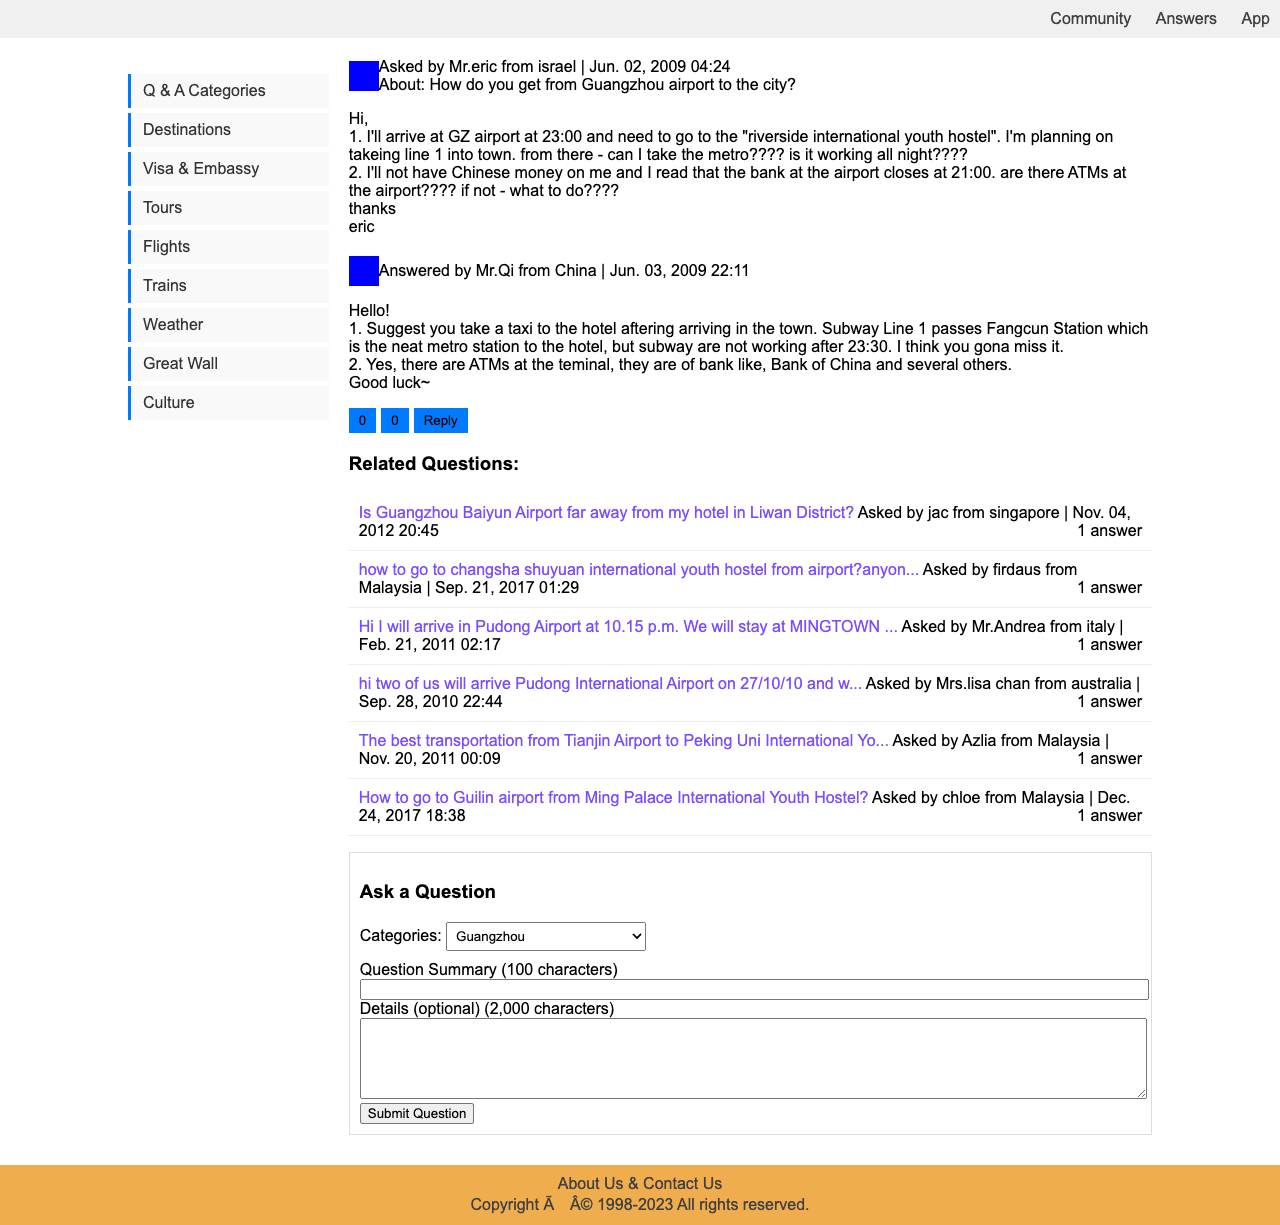 Community Answers App
Q & A Categories
Destinations
Visa & Embassy
Tours
Flights
Trains
Weather
Great Wall
Culture
Asked by Mr.eric from israel | Jun. 02, 2009 04:24
About: How do you get from Guangzhou airport to the city?
Hi,
1. I'll arrive at GZ airport at 23:00 and need to go to the "riverside international youth hostel". I'm planning on
takeing line 1 into town. from there - can I take the metro???? is it working all night????
2. I'll not have Chinese money on me and I read that the bank at the airport closes at 21:00. are there ATMs at
the airport???? if not - what to do????
thanks
eric
Answered by Mr.Qi from China | Jun. 03, 2009 22:11
Hello!
1. Suggest you take a taxi to the hotel aftering arriving in the town. Subway Line 1 passes Fangcun Station which
is the neat metro station to the hotel, but subway are not working after 23:30. I think you gona miss it.
2. Yes, there are ATMs at the teminal, they are of bank like, Bank of China and several others.
Good luck~
0 0 Reply
Related Questions:
Is Guangzhou Baiyun Airport far away from my hotel in Liwan District? Asked by jac from singapore | Nov. 04,
2012 20:45 1 answer
how to go to changsha shuyuan international youth hostel from airport?anyon... Asked by firdaus from
Malaysia | Sep. 21, 2017 01:29 1 answer
Hi I will arrive in Pudong Airport at 10.15 p.m. We will stay at MINGTOWN ... Asked by Mr.Andrea from italy |
Feb. 21, 2011 02:17 1 answer
hi two of us will arrive Pudong International Airport on 27/10/10 and w... Asked by Mrs.lisa chan from australia |
Sep. 28, 2010 22:44 1 answer
The best transportation from Tianjin Airport to Peking Uni International Yo... Asked by Azlia from Malaysia |
Nov. 20, 2011 00:09 1 answer
How to go to Guilin airport from Ming Palace International Youth Hostel? Asked by chloe from Malaysia | Dec.
24, 2017 18:38 1 answer
Ask a Question
Categories: Guangzhou
Question Summary (100 characters)
Details (optional) (2,000 characters)
Submit Question
About Us & Contact Us
Copyright Ã Â© 1998-2023 All rights reserved.